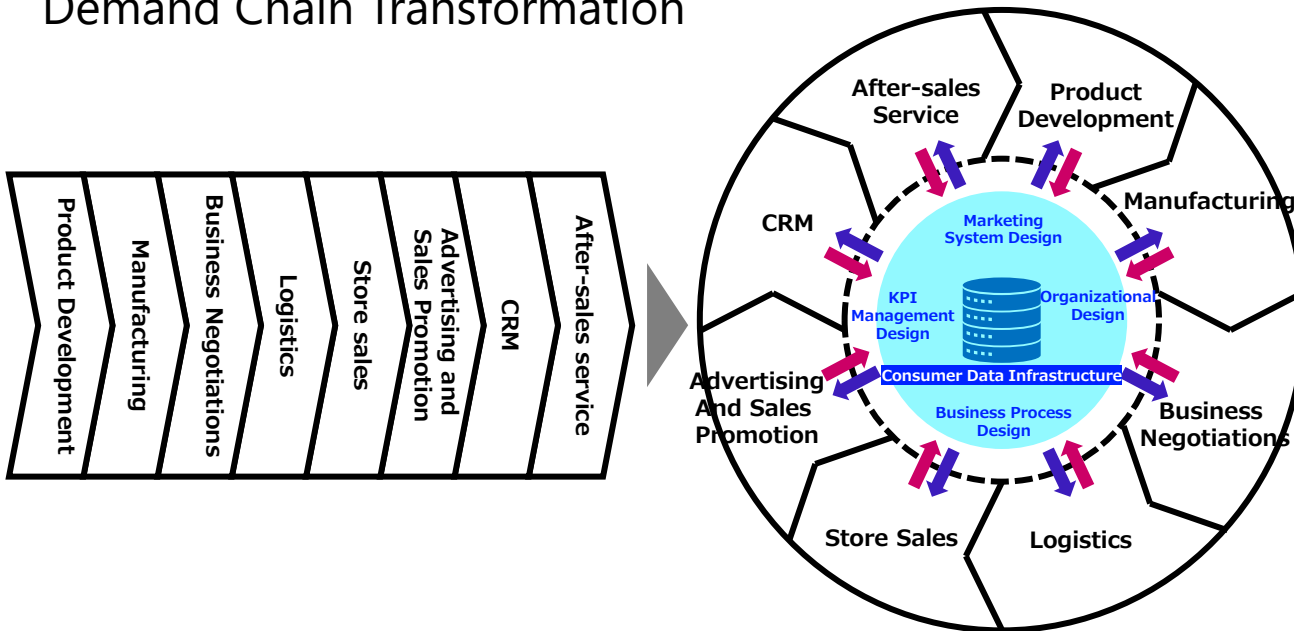 Demand Chain Transformation
Product Development
Manufacturing
Business Negotiations
Logistics
Store sales
Advertising and
Sales Promotion
CRM
After-sales service
After-sales
Service
Product
Development
Manufacturing
Business
Negotiations
Logistics
Store Sales
Advertising
And Sales
Promotion
CRM
Marketing
System Design
KPI
Management
Design
Organizational
Design
Consumer Data Infrastructure
Business Process
Design